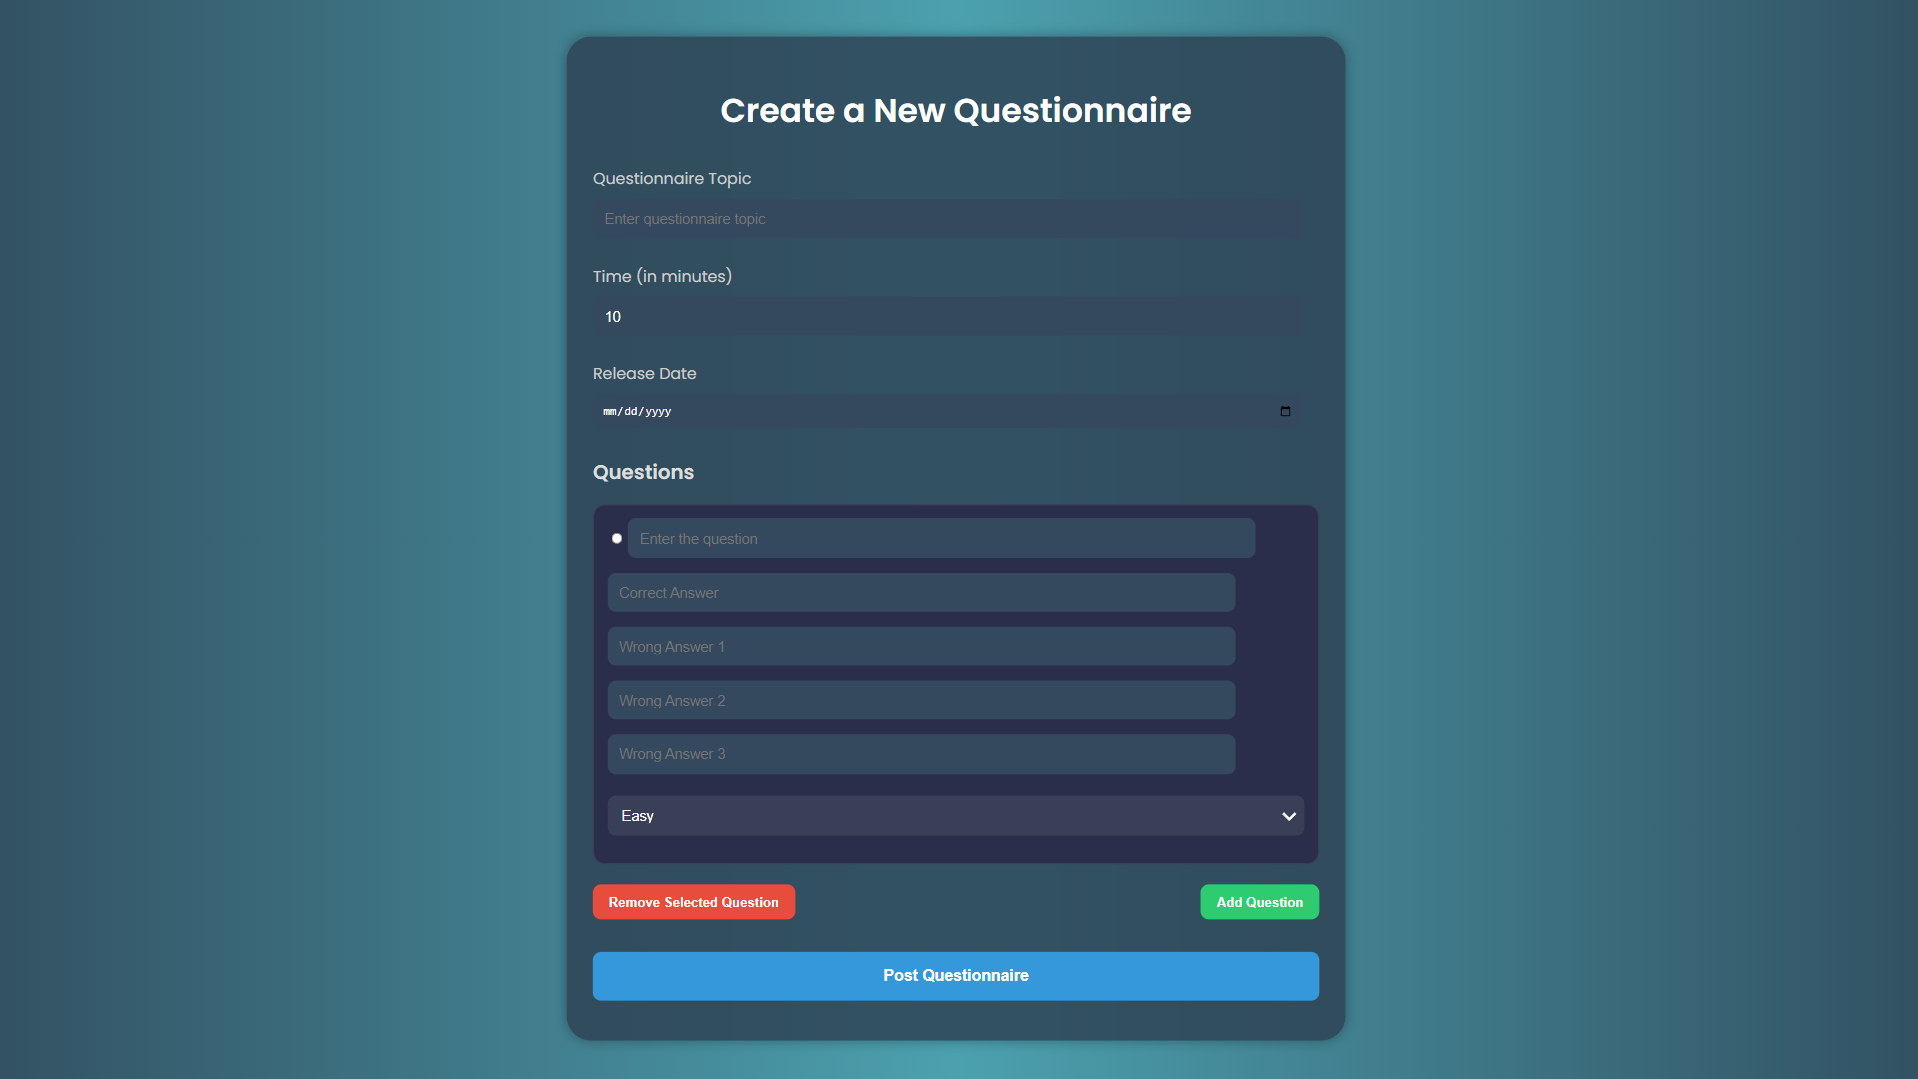 Create a New Questionnaire
Questionnaire Topic
Enter questionnaire topic
Time (in minutes)
10
Release Date
mm/dd/yyyy
Questions
Enter the question
Correct Answer
Wrong Answer 1
Wrong Answer 2
Wrong Answer 3
Easy
Remove Selected Question
Add Question
Post Questionnaire